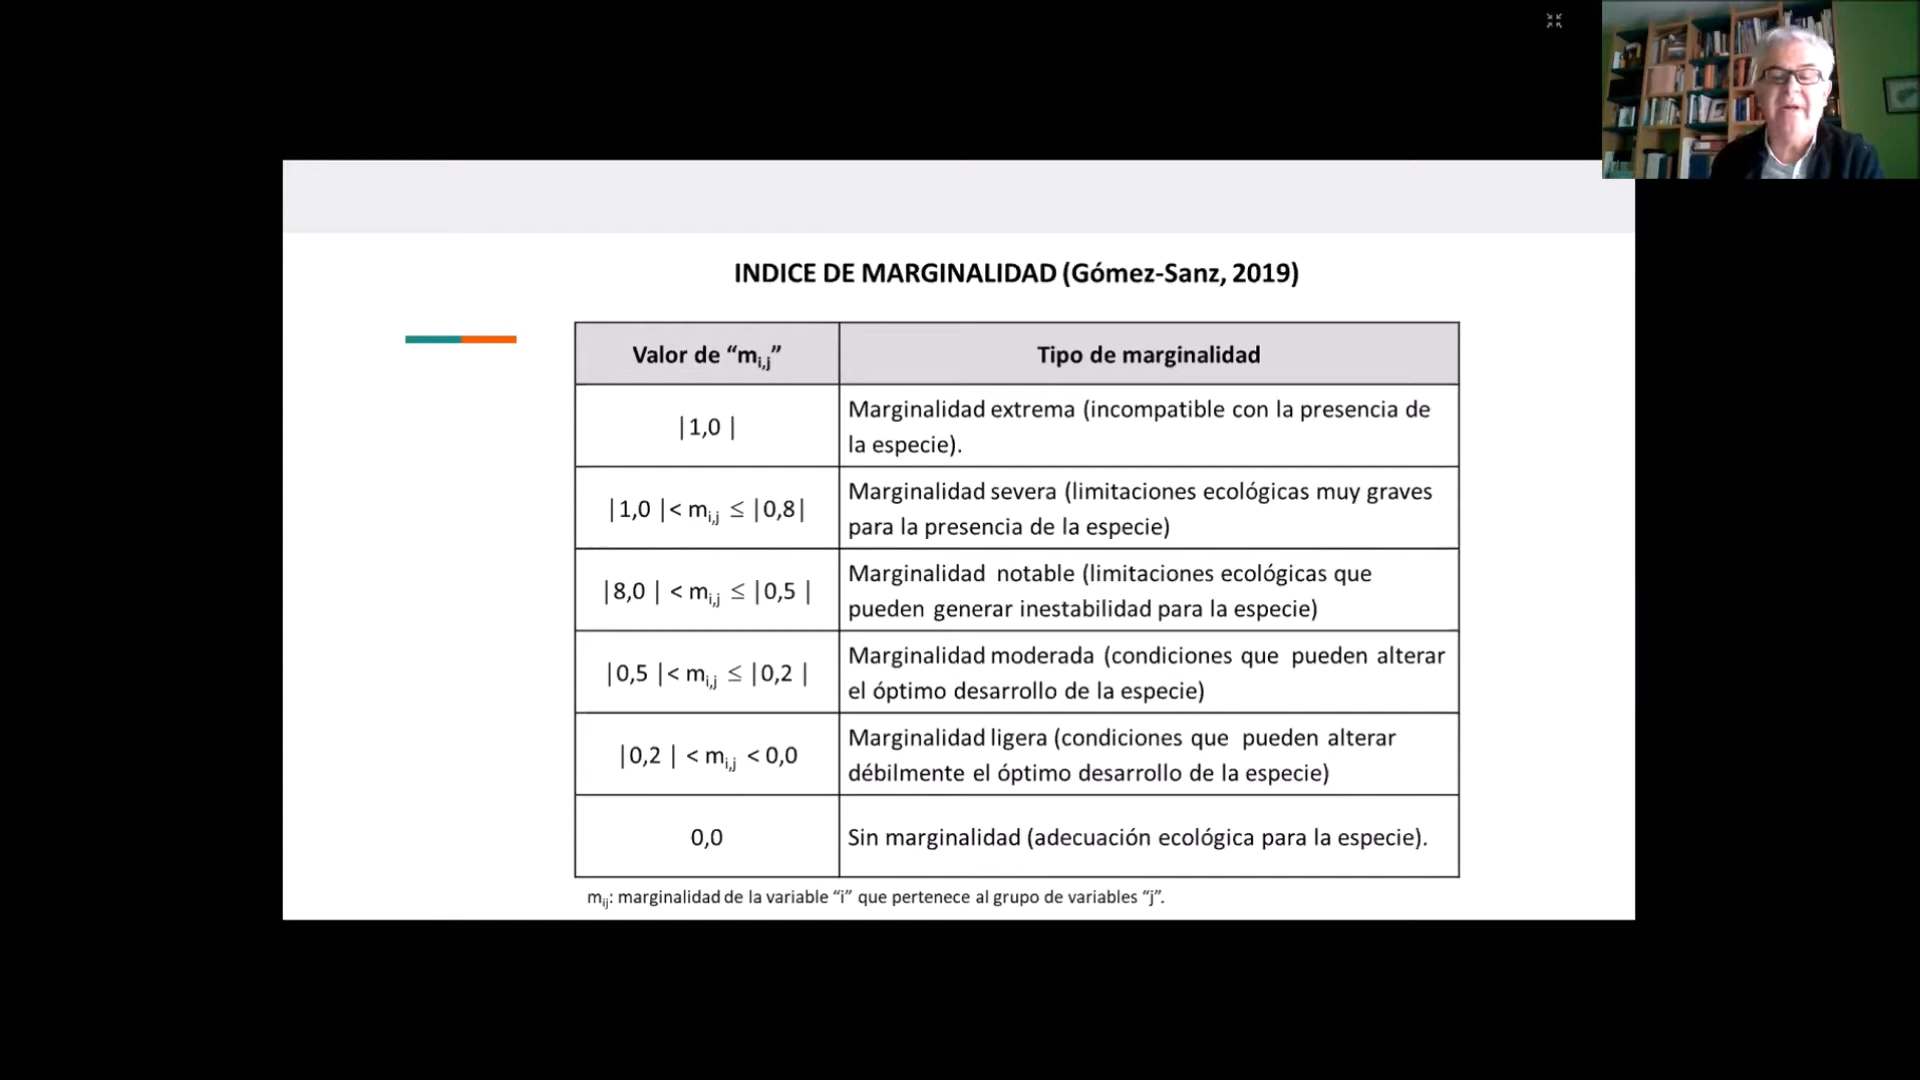 INDICE DE MARGINALIDAD (Gómez-Sanz, 2019)
Valor de “mi,j”
Tipo de marginalidad
|1,0 |
Marginalidad extrema (incompatible con la presencia de
la especie).
|1,0 |< mi,j ≤ |0,8|
Marginalidad severa (limitaciones ecológicas muy graves
para la presencia de la especie)
|8,0 | < mi,j ≤ |0,5 |
Marginalidad notable (limitaciones ecológicas que
pueden generar inestabilidad para la especie)
|0,5 |< mi,j ≤ |0,2 |
Marginalidad moderada (condiciones que pueden alterar
el óptimo desarrollo de la especie)
|0,2 | < mi,j < 0,0
Marginalidad ligera (condiciones que pueden alterar
débilmente el óptimo desarrollo de la especie)
0,0
Sin marginalidad (adecuación ecológica para la especie).
mij: marginalidad de la variable “i” que pertenece al grupo de variables “j”.